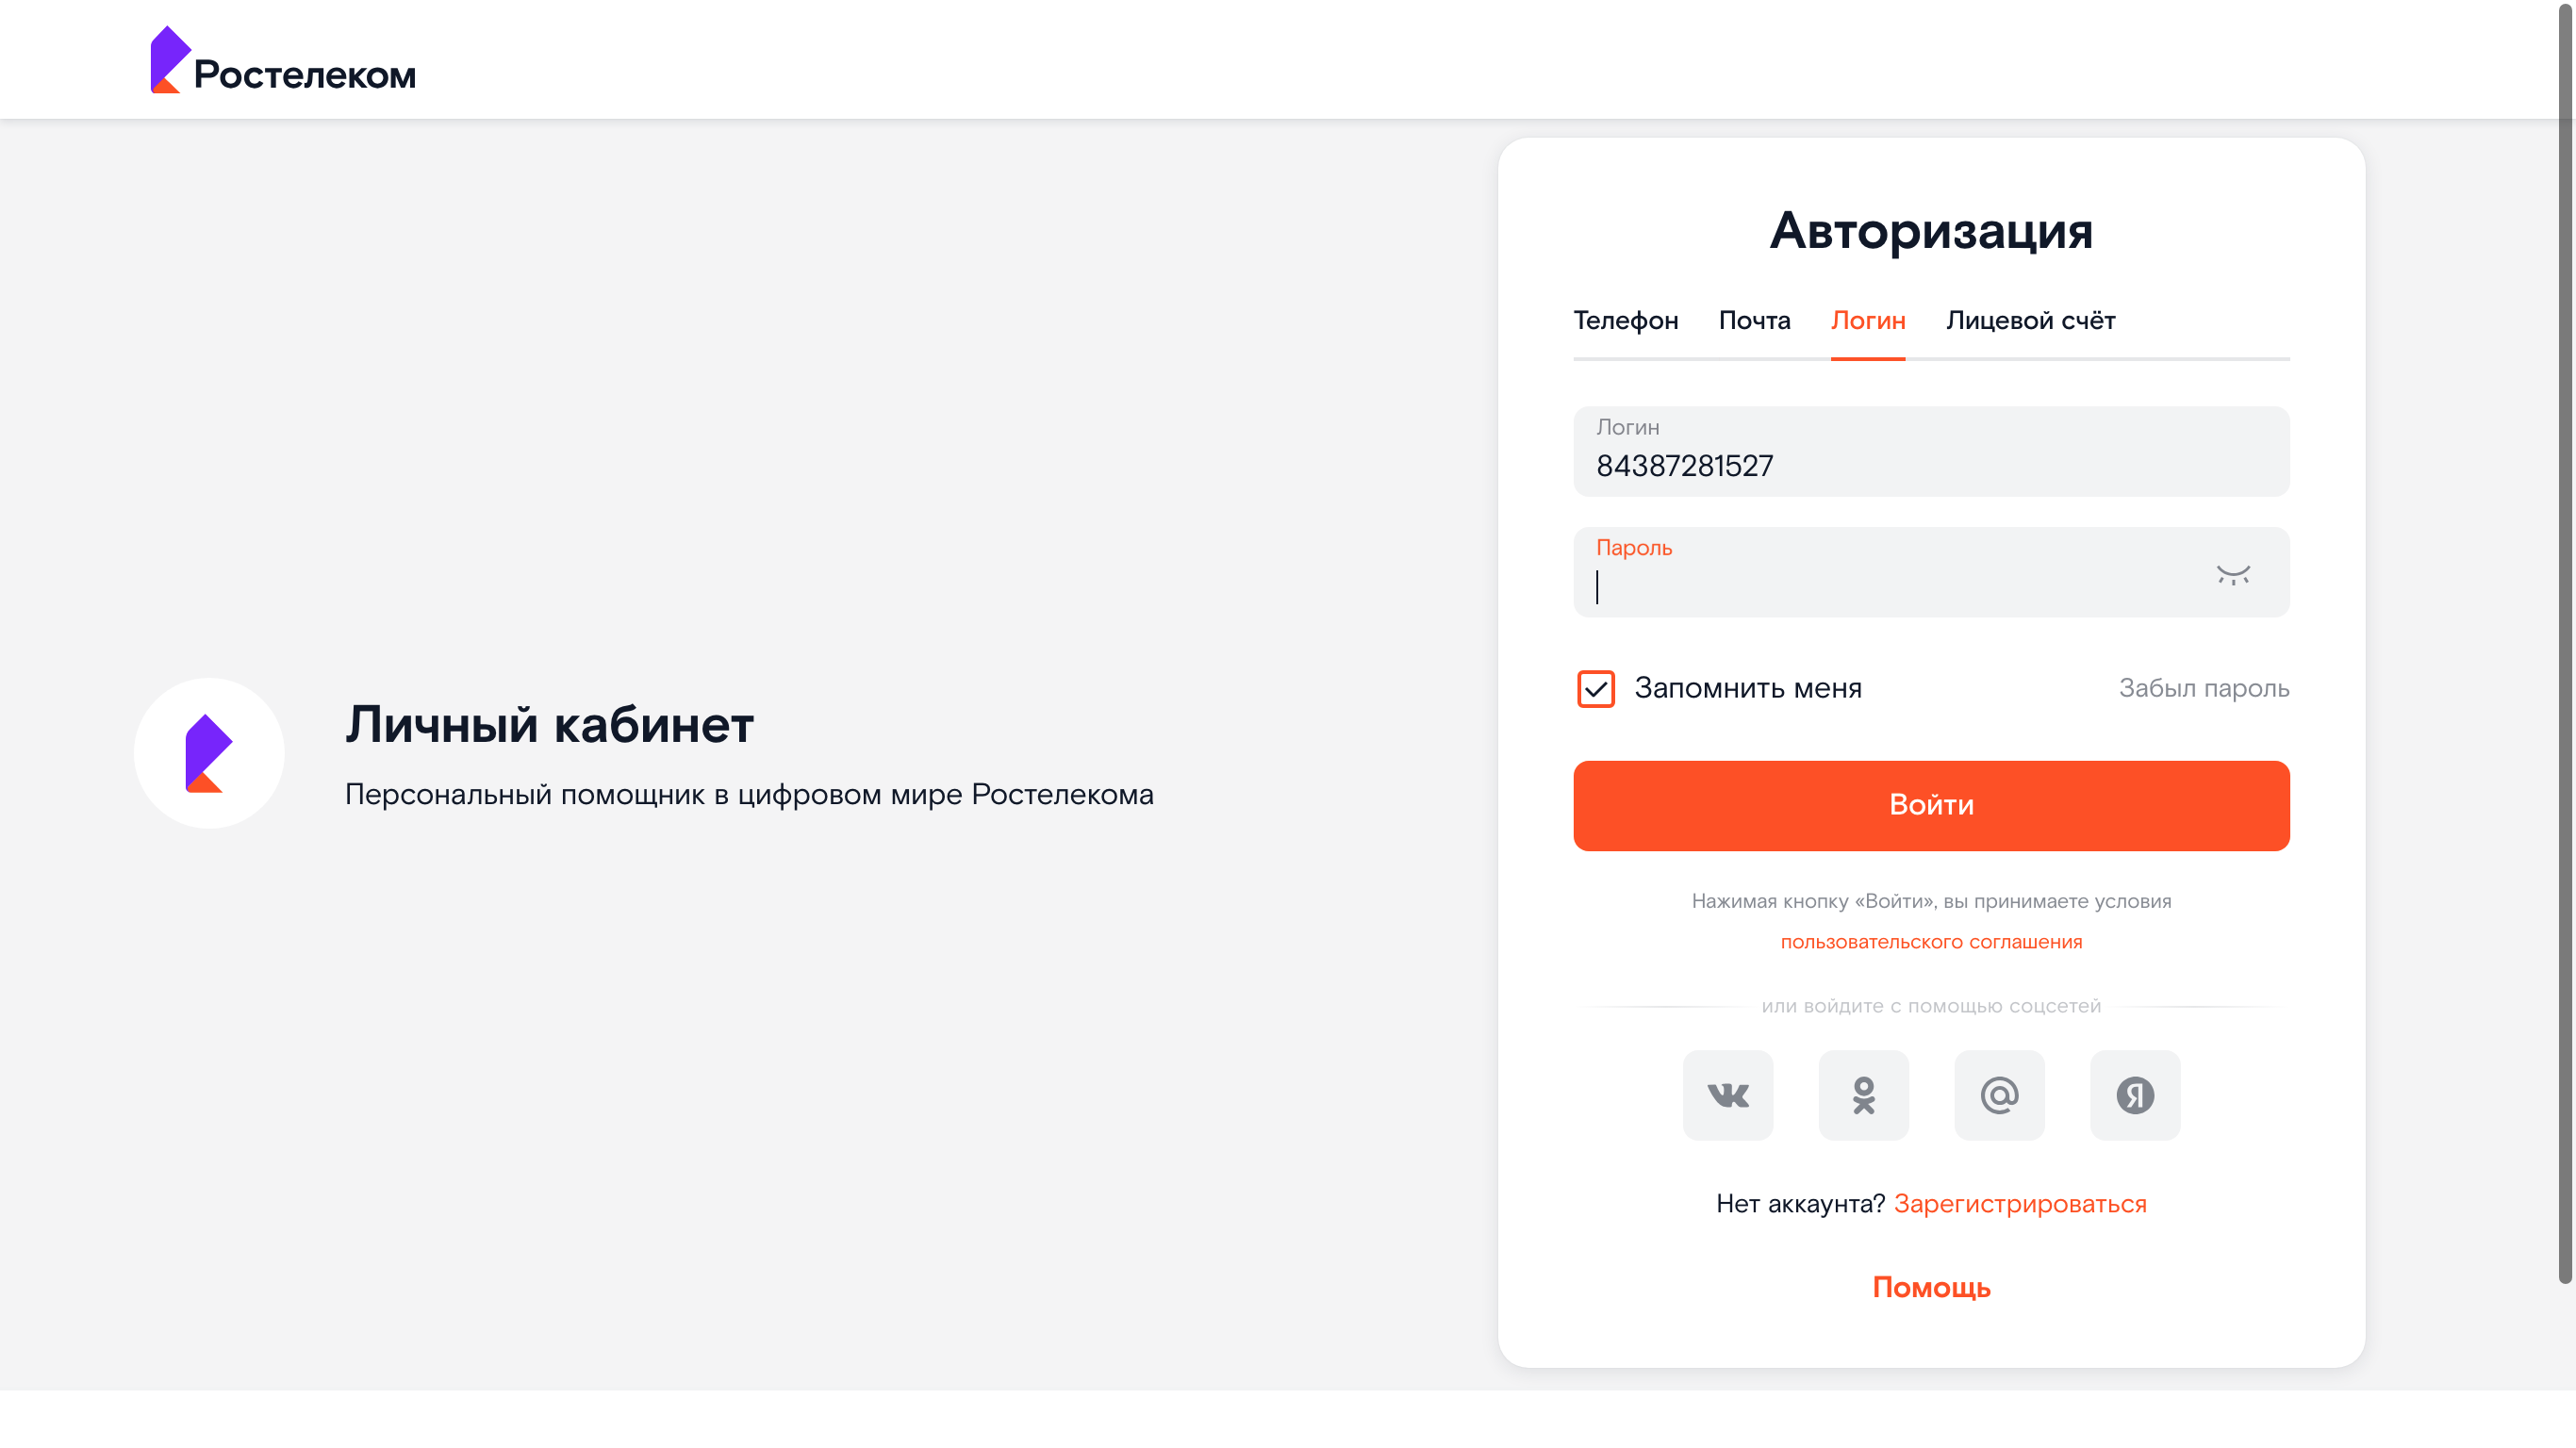 Ростелеком
Авторизация
Телефон Почта Логин Лицевой счёт
Логин
84387281527
Пароль
Запомнить меня Забыл пароль
Личный кабинет
Персональный помощник в цифровом мире Ростелекома
Войти
Нажимая кнопку «Войти», вы принимаете условия
пользовательского соглашения
или войдите с помощью соцсетей
Нет аккаунта? Зарегистрироваться
Помощь